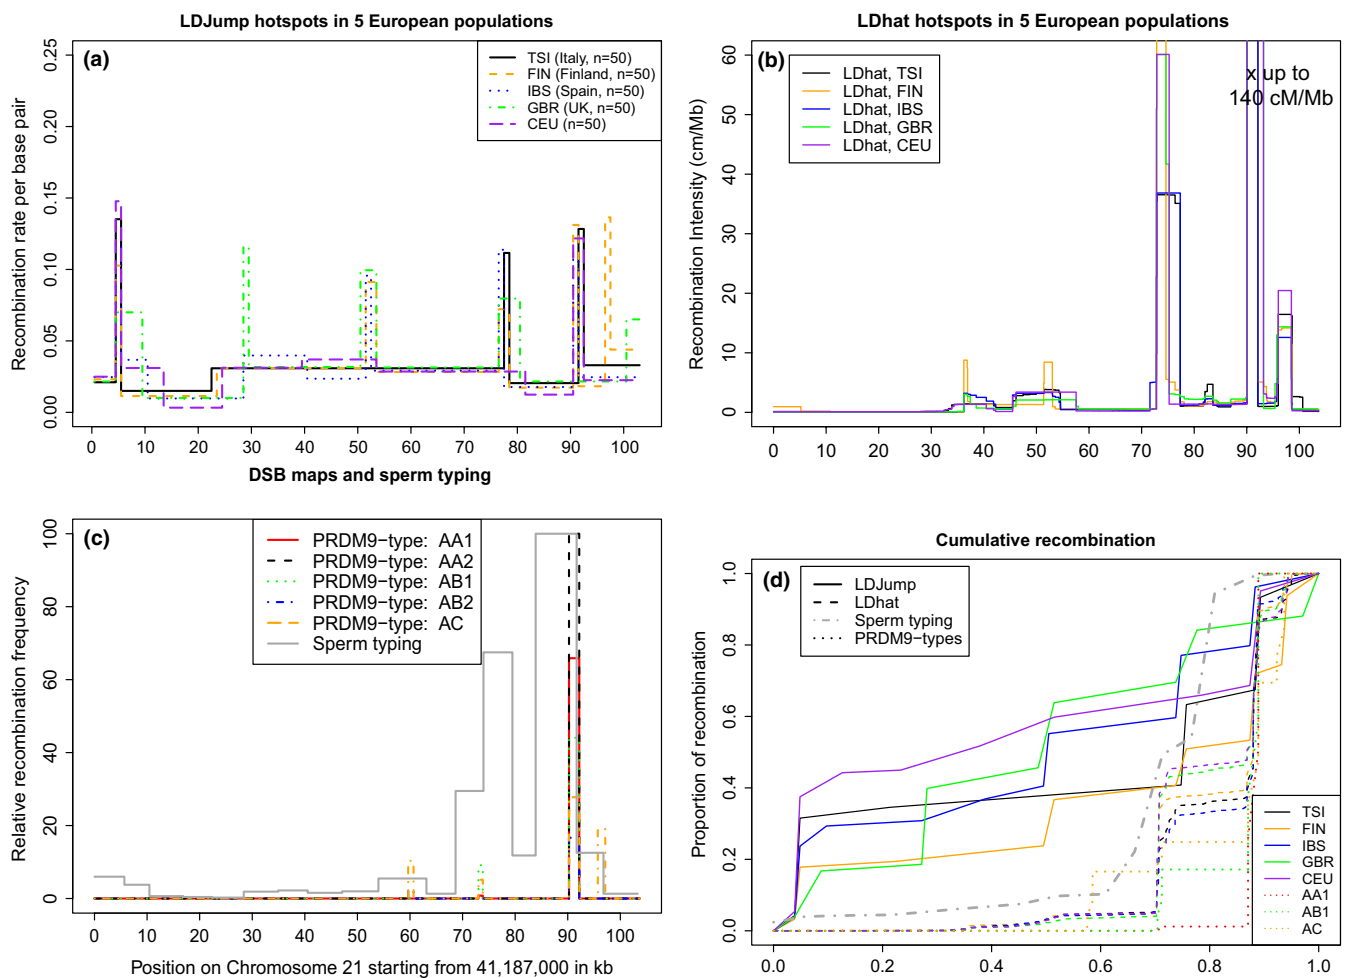 LDJump hotspots in 5 European populations
(a)
TSI (Italy, n=50)
FIN (Finland, n=50)
IBS (Spain, n=50)
GBR (UK, n=50)
CEU (n=50)
Recombination rate per base pair
0.25
0.20
0.15
0.10
0.05
0.00
0 10 20 30 40 50 60 70 80 90 100
LDhat hotspots in 5 European populations
(b)
LDhat, TSI
LDhat, FIN
LDhat, IBS
LDhat, GBR
LDhat, CEU
x up to
140 cM/Mb
Recombination Intensity (cm/Mb)
60
50
40
30
20
10
0
0 10 20 30 40 50 60 70 80 90 100
DSB maps and sperm typing
(c)
PRDM9−type: AA1
PRDM9−type: AA2
PRDM9−type: AB1
PRDM9−type: AB2
PRDM9−type: AC
Sperm typing
Relative recombination frequency
100
80
60
40
20
0
0 10 20 30 40 50 60 70 80 90 100
Position on Chromosome 21 starting from 41,187,000 in kb
Cumulative recombination
(d)
LDJump
LDhat
Sperm typing
PRDM9−types
Proportion of recombination
1.0
0.8
0.6
0.4
0.2
0.0
TSI
FIN
IBS
GBR
CEU
AA1
AB1
AC
0.0 0.2 0.4 0.6 0.8 1.0